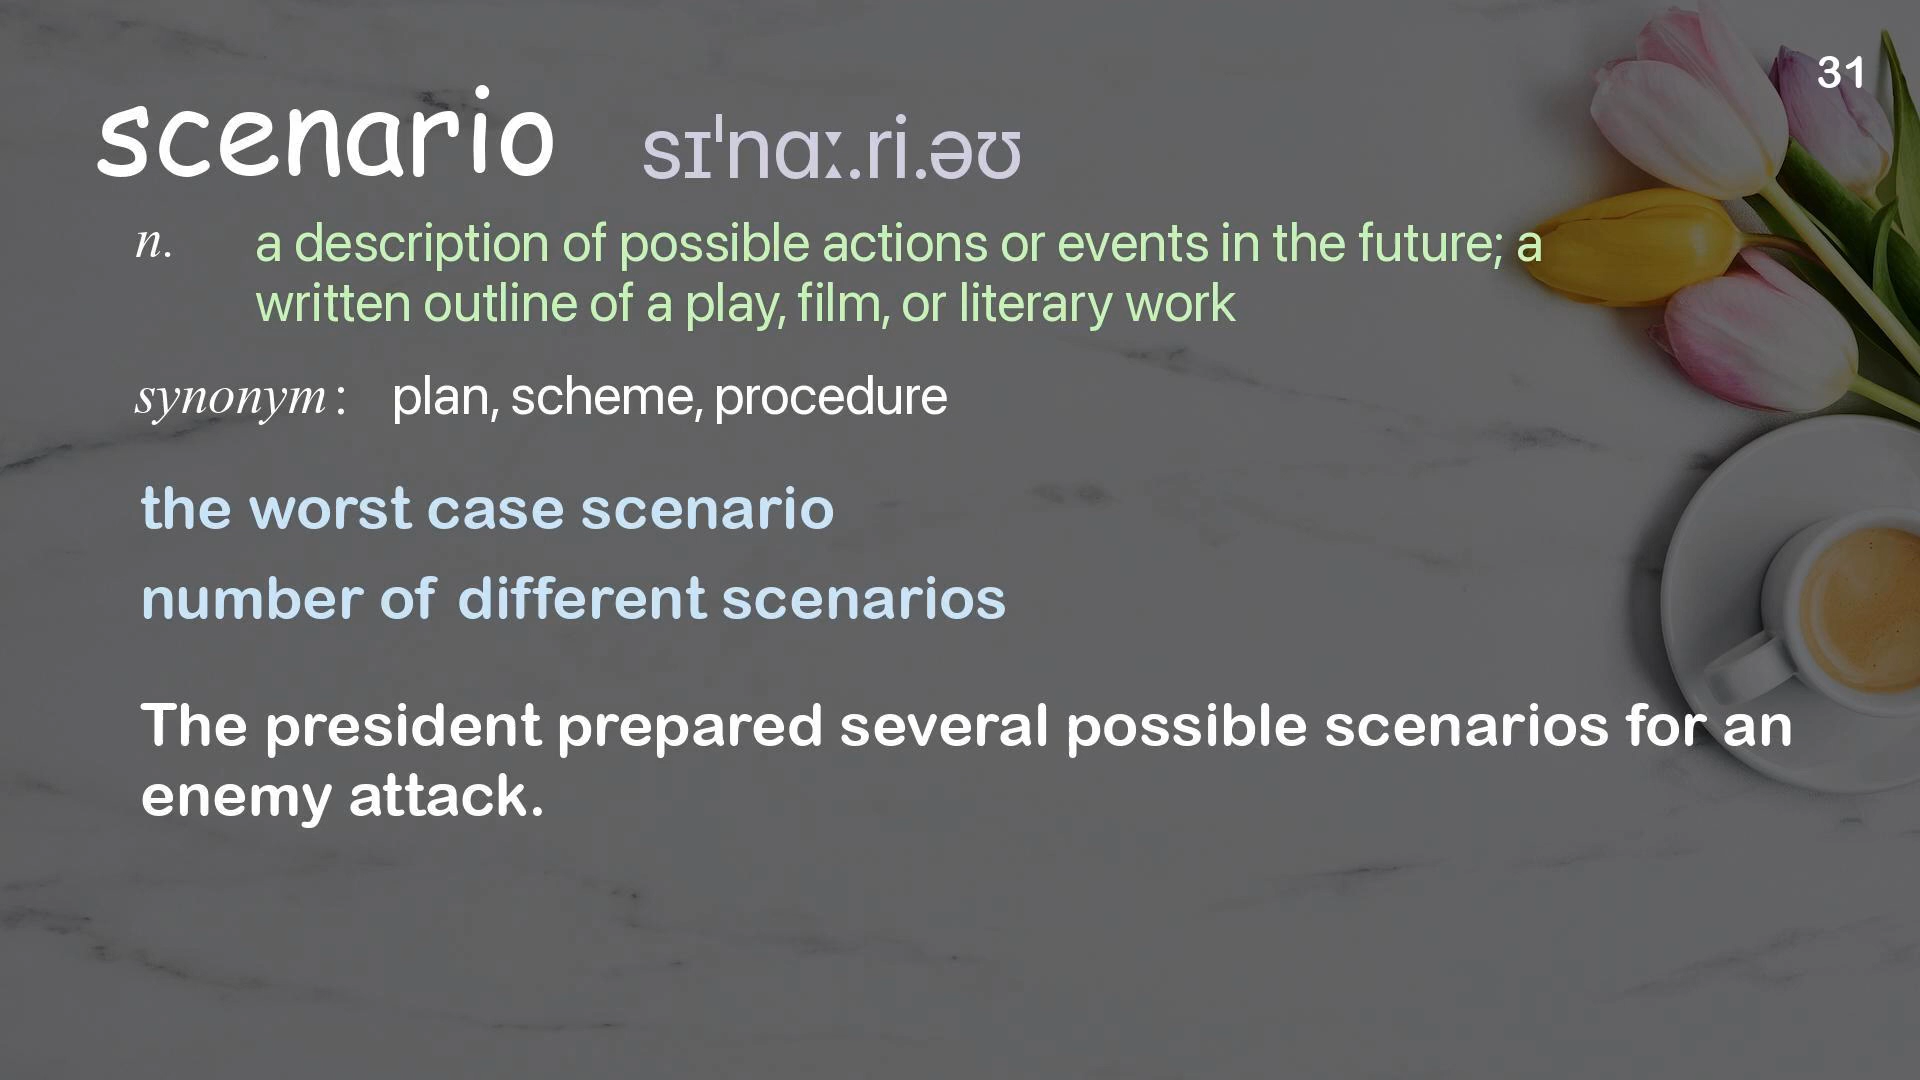 31
scenario sɪˈnɑː.ri.əʊ
n. a description of possible actions or events in the future; a
written outline of a play, film, or literary work
synonym: plan, scheme, procedure
the worst case scenario
number of different scenarios
The president prepared several possible scenarios for an
enemy attack.